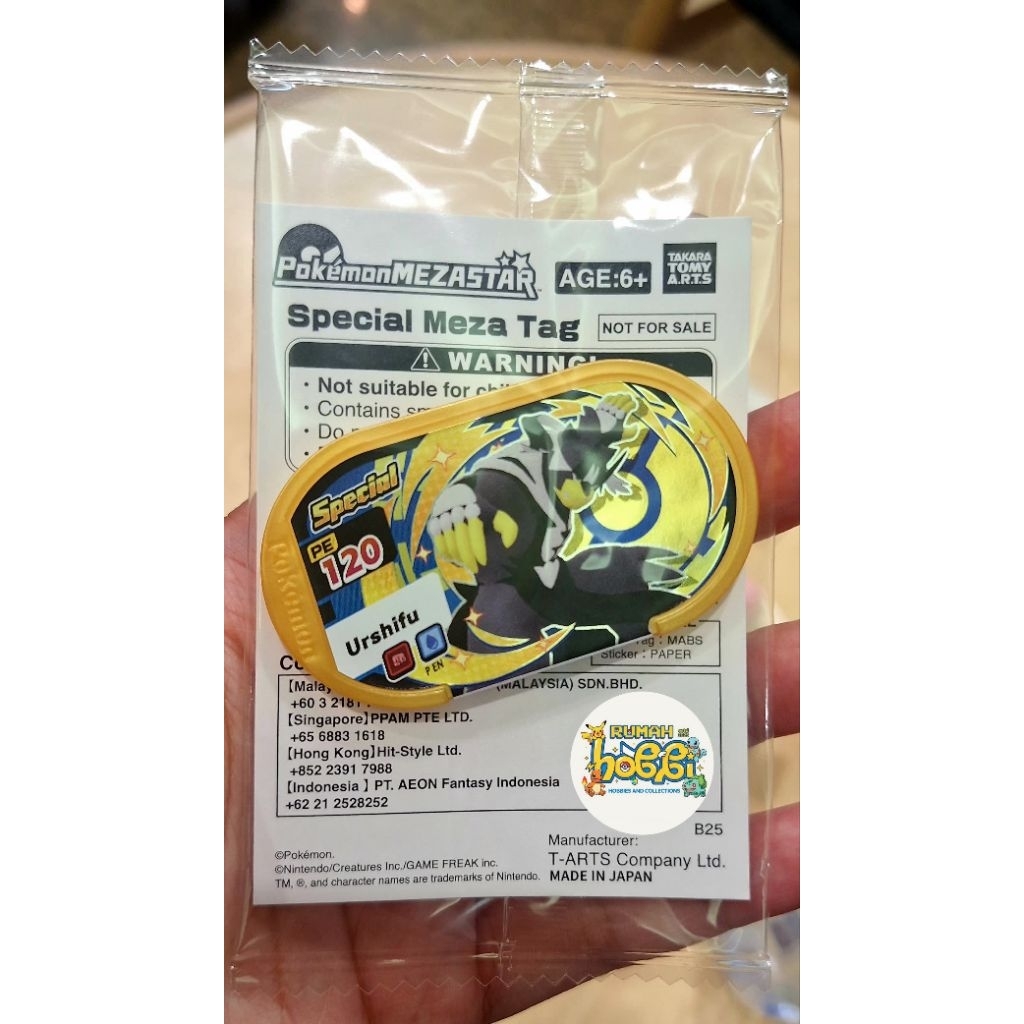 PokémonMEZASTAR™
AGE:6+
TAKARA
TOMY
A.R.T.S
Special Meza Tag
NOT FOR SALE
WARNING!
· Not suitable for
· Contains
· Do
Special
PE
120
Urshifu
P EN
POKÉMON
: MABS
Sticker : PAPER
(MALAYSIA) SDN.BHD.
+60 3 2181
【Singapore】PPAM PTE LTD.
+65 6883 1618
【Hong Kong】Hit-Style Ltd.
+852 2391 7988
【Indonesia】 PT. AEON Fantasy Indonesia
+62 21 2528252
RUMAH
hobbi
HOBBIES AND COLLECTIONS
B25
©Pokémon.
©Nintendo/Creatures Inc./GAME FREAK inc.
TM, ®, and character names are trademarks of Nintendo.
Manufacturer:
T-ARTS Company Ltd.
MADE IN JAPAN